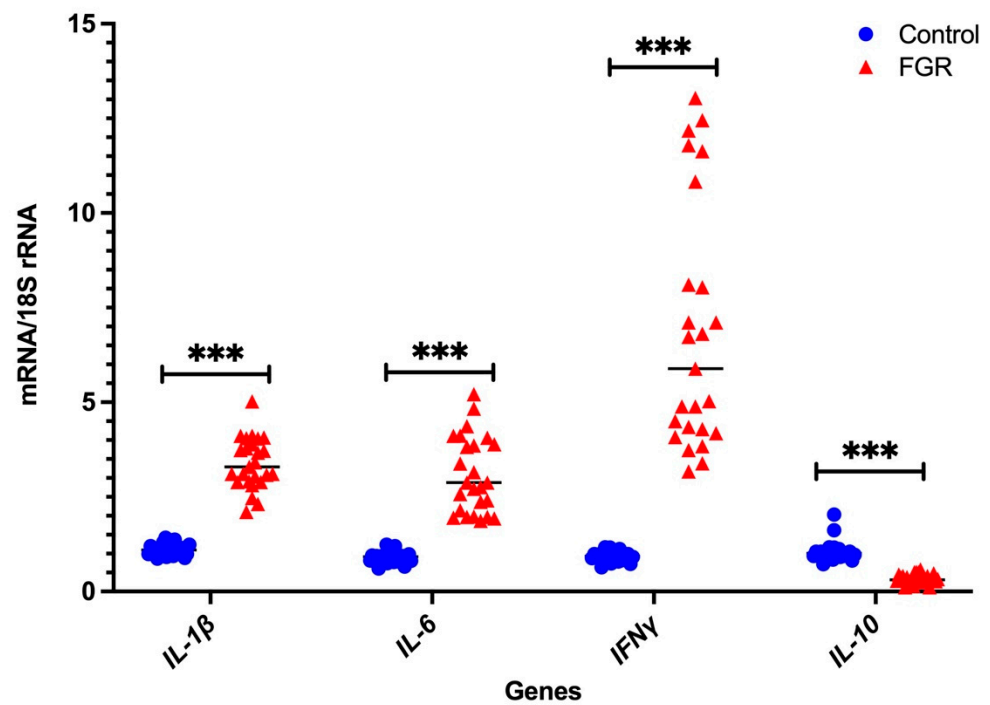 15
10
5
0
mRNA/18S rRNA
Control
FGR
***
***
***
***
IL-1β
IL-6
IFNγ
IL-10
Genes